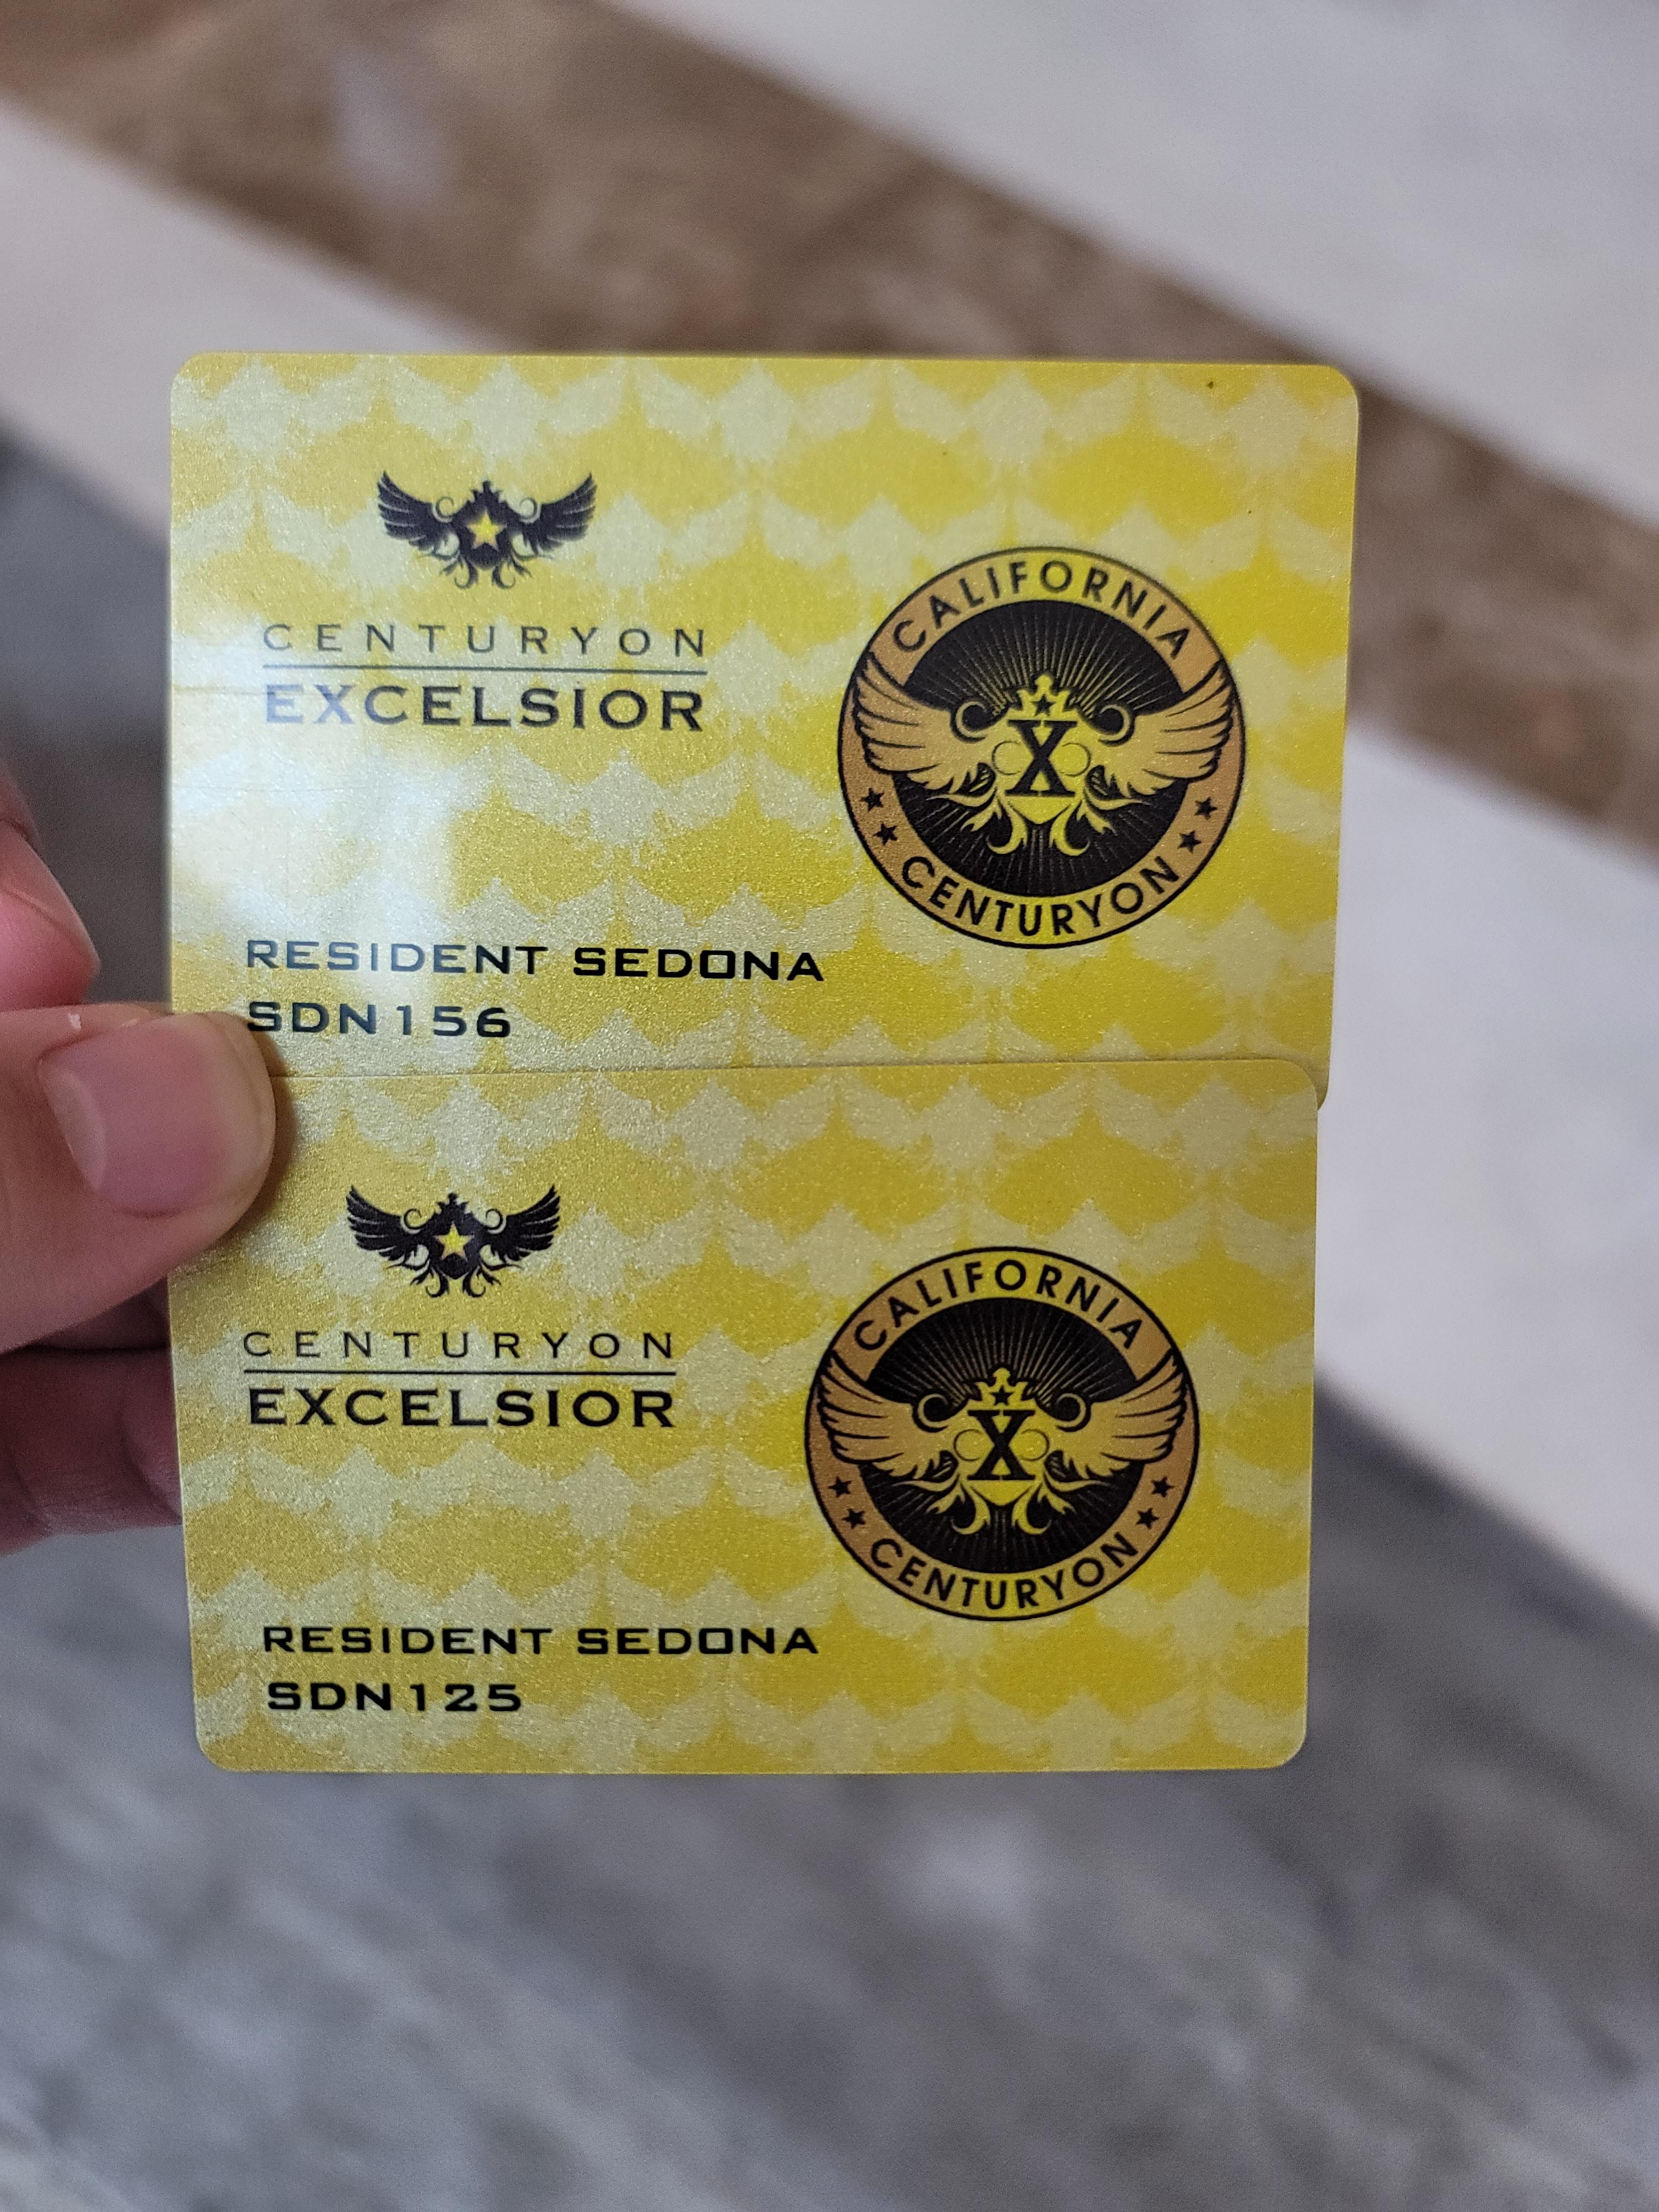 CENTURYON
EXCELSIOR
CALIFORNIA
X
CENTURYON
RESIDENT SEDONA
SDN156
CENTURYON
EXCELSIOR
CALIFORNIA
X
CENTURYON
RESIDENT SEDONA
SDN125